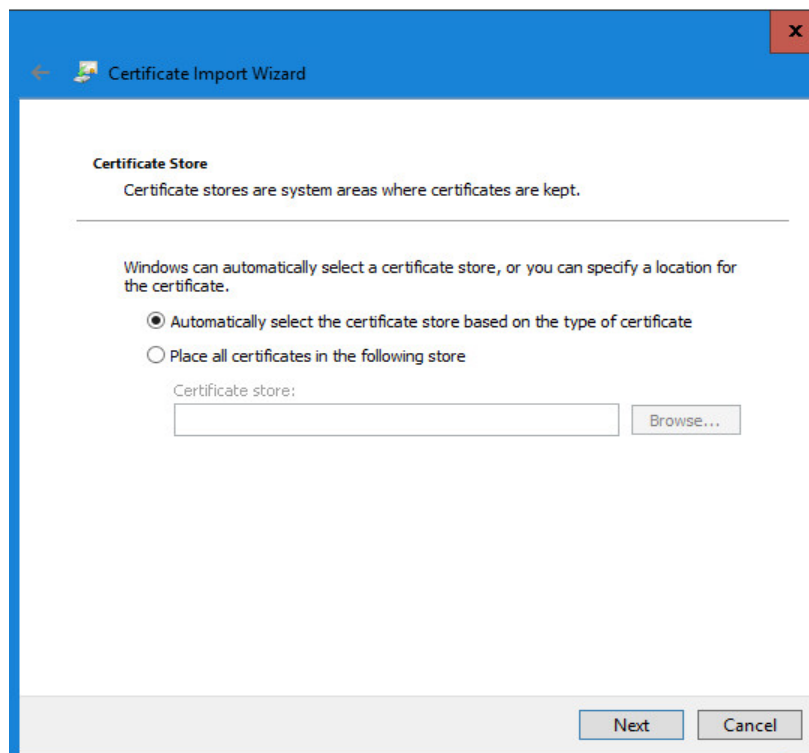 Certificate Import Wizard
Certificate Store
Certificate stores are system areas where certificates are kept.
Windows can automatically select a certificate store, or you can specify a location for
the certificate.
Automatically select the certificate store based on the type of certificate
Place all certificates in the following store
Certificate store:
Browse...
Next
Cancel